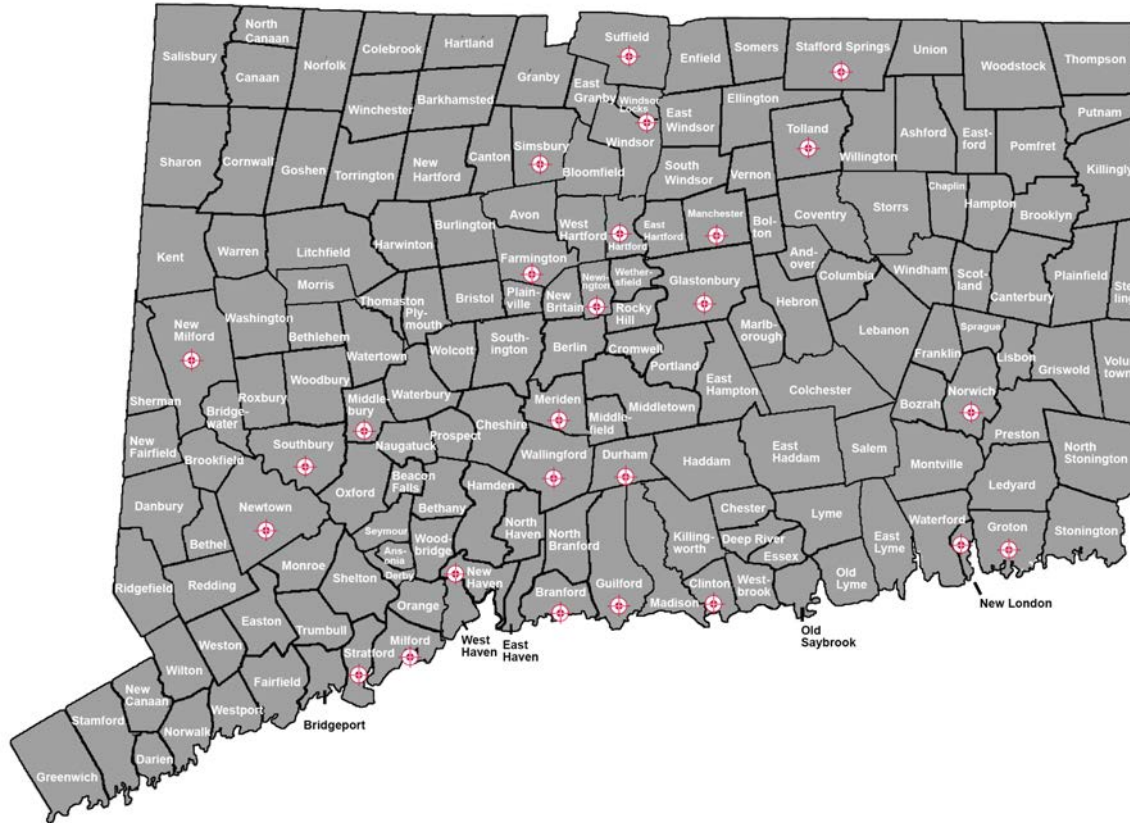 North
Canaan
Salisbury
Canaan
Norfolk
Colebrook
Hartland
Winchester
Barkhamsted
Granby
Suffield
East
Granby
Windsor
Locks
Windsor
Enfield
Somers
Stafford Springs
Union
Woodstock
Thompson
Putnam
East
Windsor
Ellington
Tolland
Willington
Ashford
East-
ford
Pomfret
Killingly
Sharon
Cornwall
Goshen
Torrington
New
Hartford
Canton
Simsbury
Bloomfield
South
Windsor
Vernon
Coventry
Storrs
Chaplin
Hampton
Brooklyn
Kent
Warren
Litchfield
Harwinton
Burlington
Avon
West
Hartford
Hartford
East
Hartford
Manchester
Bol-
ton
And-
over
Columbia
Windham
Scot-
land
Canterbury
Plainfield
Ste
ling
Morris
Farmington
Plain-
ville
New
Britain
Newi-
ngton
Wether-
sfield
Rocky
Hill
Glastonbury
Hebron
Marlb-
orough
Lebanon
New
Milford
Washington
Bethlehem
Thomaston
Ply-
mouth
Bristol
Watertown
Wolcott
South-
ington
Berlin
Cromwell
Portland
East
Hampton
Colchester
Franklin
Sprague
Lisbon
Griswold
Volu
town
Sherman
Bridge-
water
Roxbury
Woodbury
Middle-
bury
Waterbury
Cheshire
Meriden
Middle-
field
Middletown
Bozrah
Norwich
Preston
North
Stonington
New
Fairfield
Brookfield
Southbury
Naugatuck
Prospect
Wallingford
Durham
Haddam
East
Haddam
Salem
Montville
Ledyard
Danbury
Newtown
Bethel
Oxford
Beacon
Falls
Bethany
Hamden
North
Haven
North
Branford
Killing-
worth
Chester
Deep River
Essex
Lyme
East
Lyme
Waterford
Groton
Stonington
Ridgefield
Redding
Monroe
Seymour
Ans-
onia
Derby
Wood-
bridge
Shelton
New
Haven
Orange
Branford
Guilford
Madison
Clinton
West-
brook
Old
Lyme
New London
Old
Saybrook
Easton
Trumbull
Weston
Wilton
Stratford
Milford
West
Haven
East
Haven
Fairfield
Bridgeport
Westport
Norwalk
New
Canaan
Stamford
Darien
Greenwich